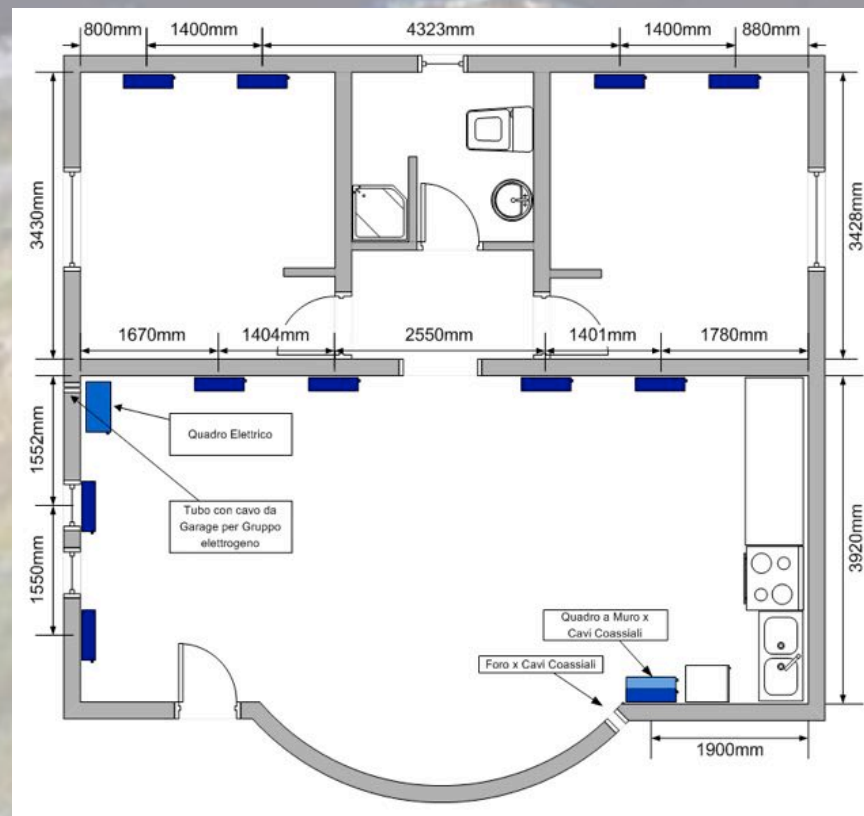 800mm
1400mm
4323mm
1400mm
880mm
3430mm
3428mm
1670mm
1404mm
2550mm
1401mm
1780mm
1552mm
Quadro Elettrico
Tubo con cavo da
Garage per Gruppo
elettrogeno
1550mm
3920mm
Quadro a Muro x
Cavi Coassiali
Foro x Cavi Coassiali
1900mm